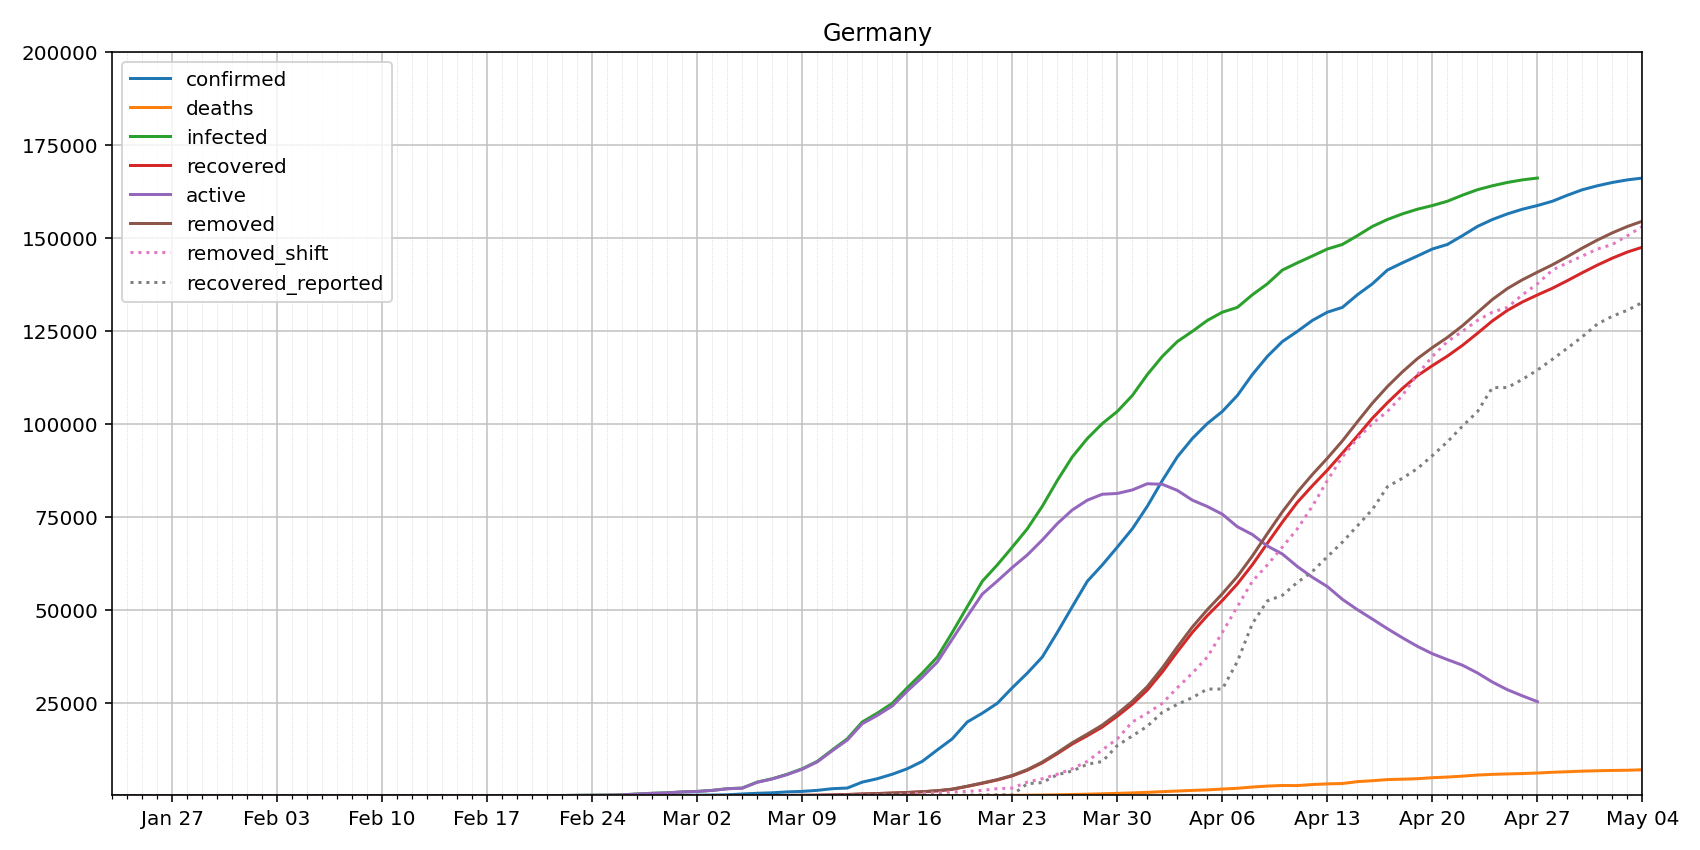 Germany
200000
175000
150000
125000
100000
75000
50000
25000
confirmed
deaths
infected
recovered
active
removed
removed_shift
recovered_reported
Jan 27 Feb 03 Feb 10 Feb 17 Feb 24 Mar 02 Mar 09 Mar 16 Mar 23 Mar 30 Apr 06 Apr 13 Apr 20 Apr 27 May 04